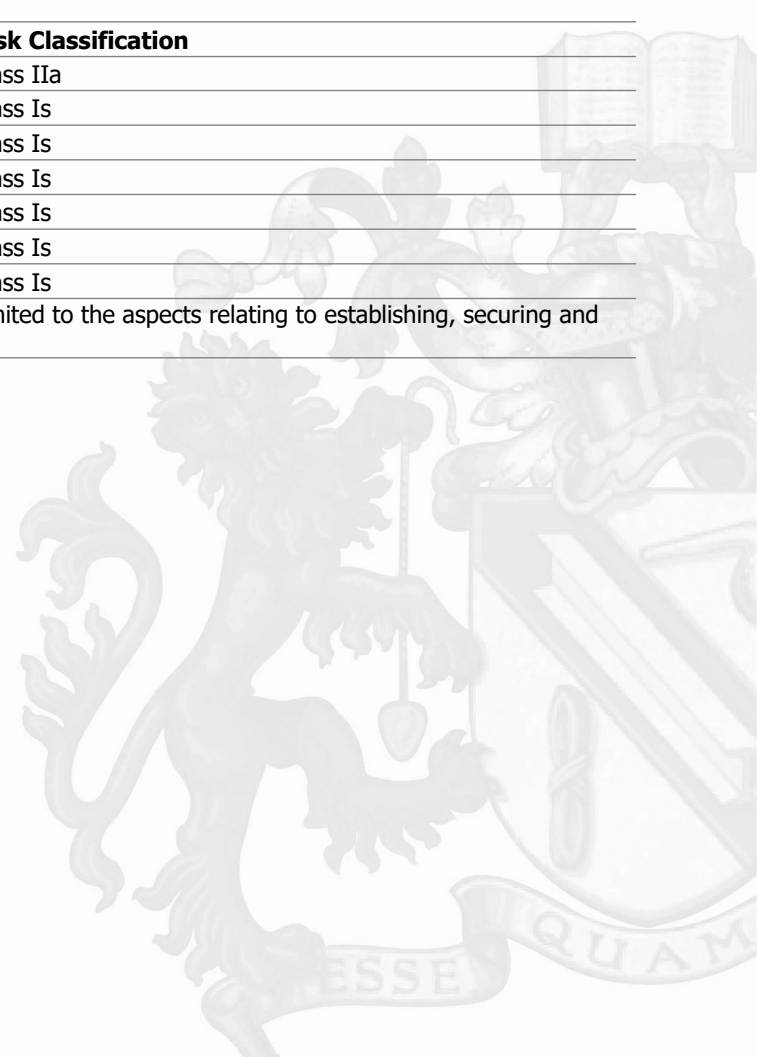 sk Classification
ass IIa
ass Is
ass Is
ass Is
ass Is
ass Is
ass Is
nited to the aspects relating to establishing, securing and
ESSE QUAM